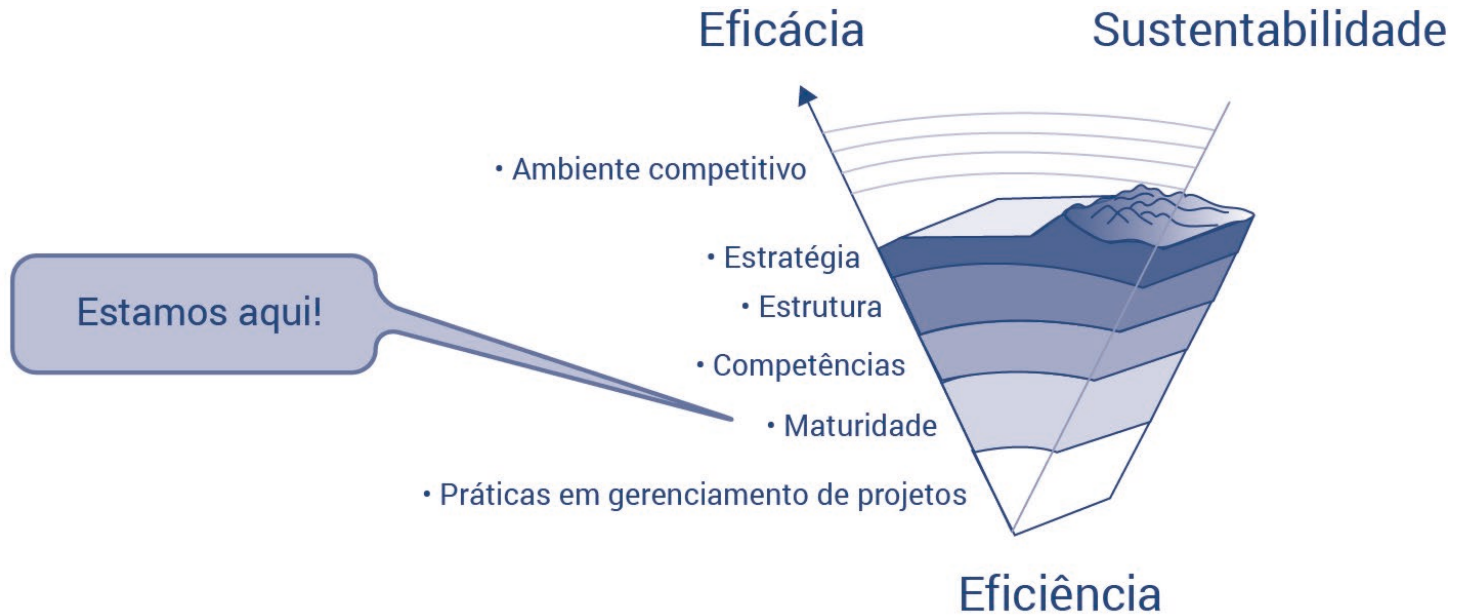 Eficácia
Sustentabilidade
• Ambiente competitivo
• Estratégia
Estamos aqui!
• Estrutura
• Competências
• Maturidade
• Práticas em gerenciamento de projetos
Eficiência